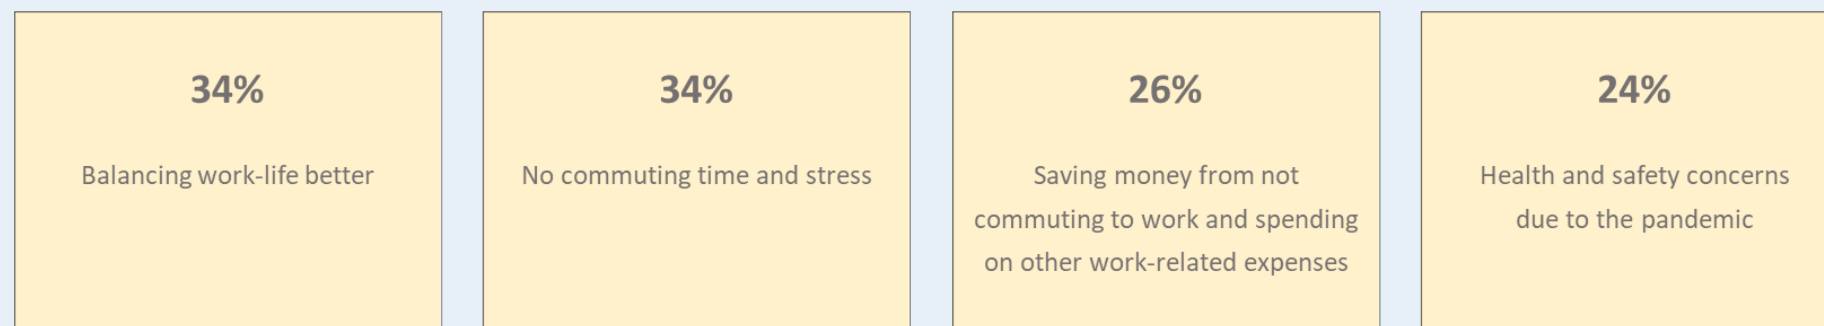 34%
Balancing work-life better
34%
No commuting time and stress
26%
Saving money from not
commuting to work and spending
on other work-related expenses
24%
Health and safety concerns
due to the pandemic